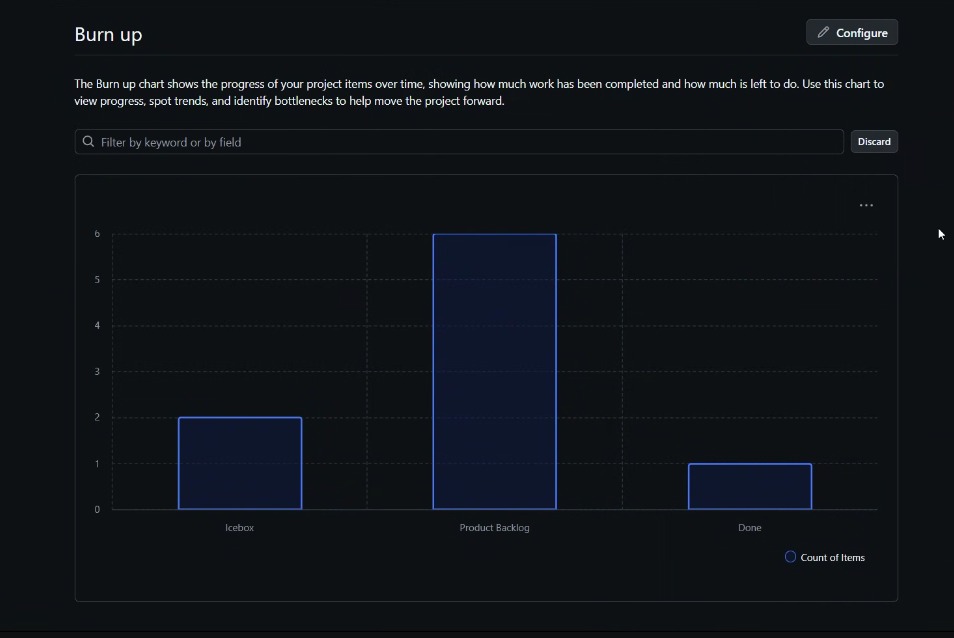 Burn up
Configure
The Burn up chart shows the progress of your project items over time, showing how much work has been completed and how much is left to do. Use this chart to
view progress, spot trends, and identify bottlenecks to help move the project forward.
Filter by keyword or by field
Discard
6
5
4
3
2
1
0
Icebox
Product Backlog
Done
Count of Items